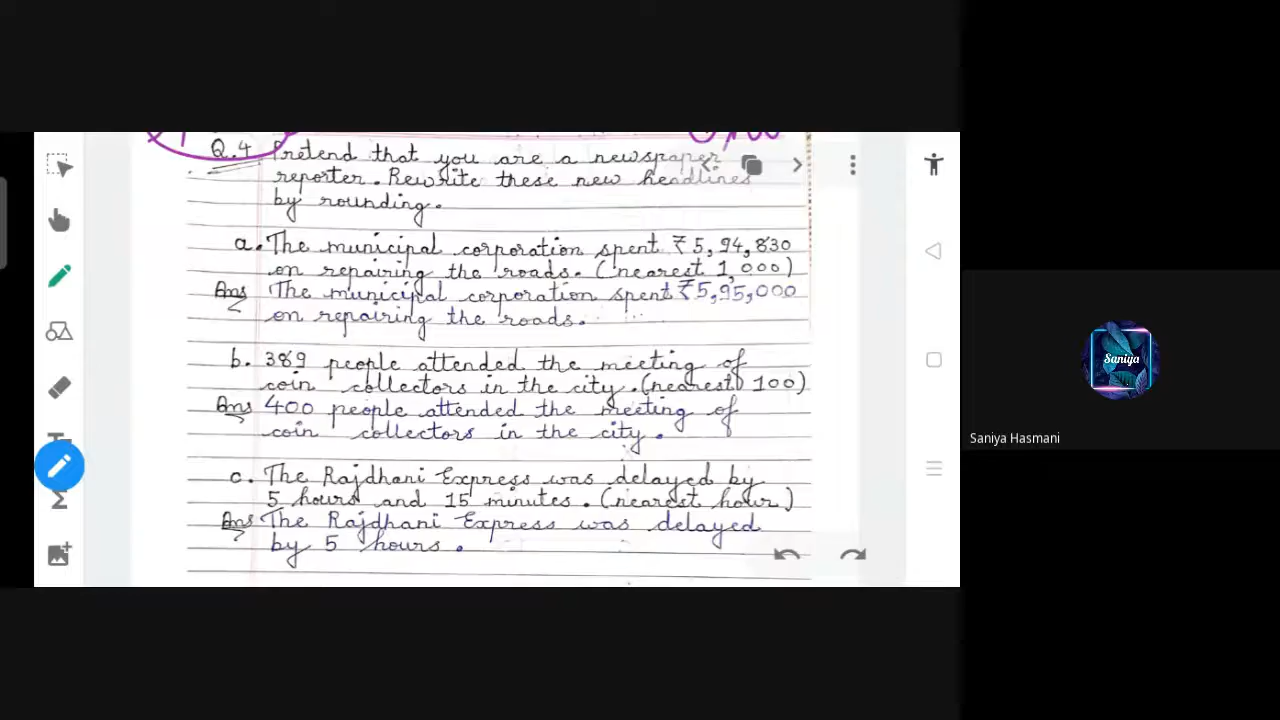 Q.4 Pretend that you are a newspaper
reporter. Rewrite these new headlines
by rounding.
a. The municipal corporation spent ₹5,94,830
on repairing the roads. (nearest 1,000)
Ans The municipal corporation spent ₹5,95,000
on repairing the roads.
b. 389 people attended the meeting of
coin collectors in the city. (nearest 100)
Ans 400 people attended the meeting of
coin collectors in the city.
c. The Rajdhani Express was delayed by
5 hours and 15 minutes. (nearest hour)
Ans The Rajdhani Express was delayed
by 5 hours.
Saniya
Saniya Hasmani